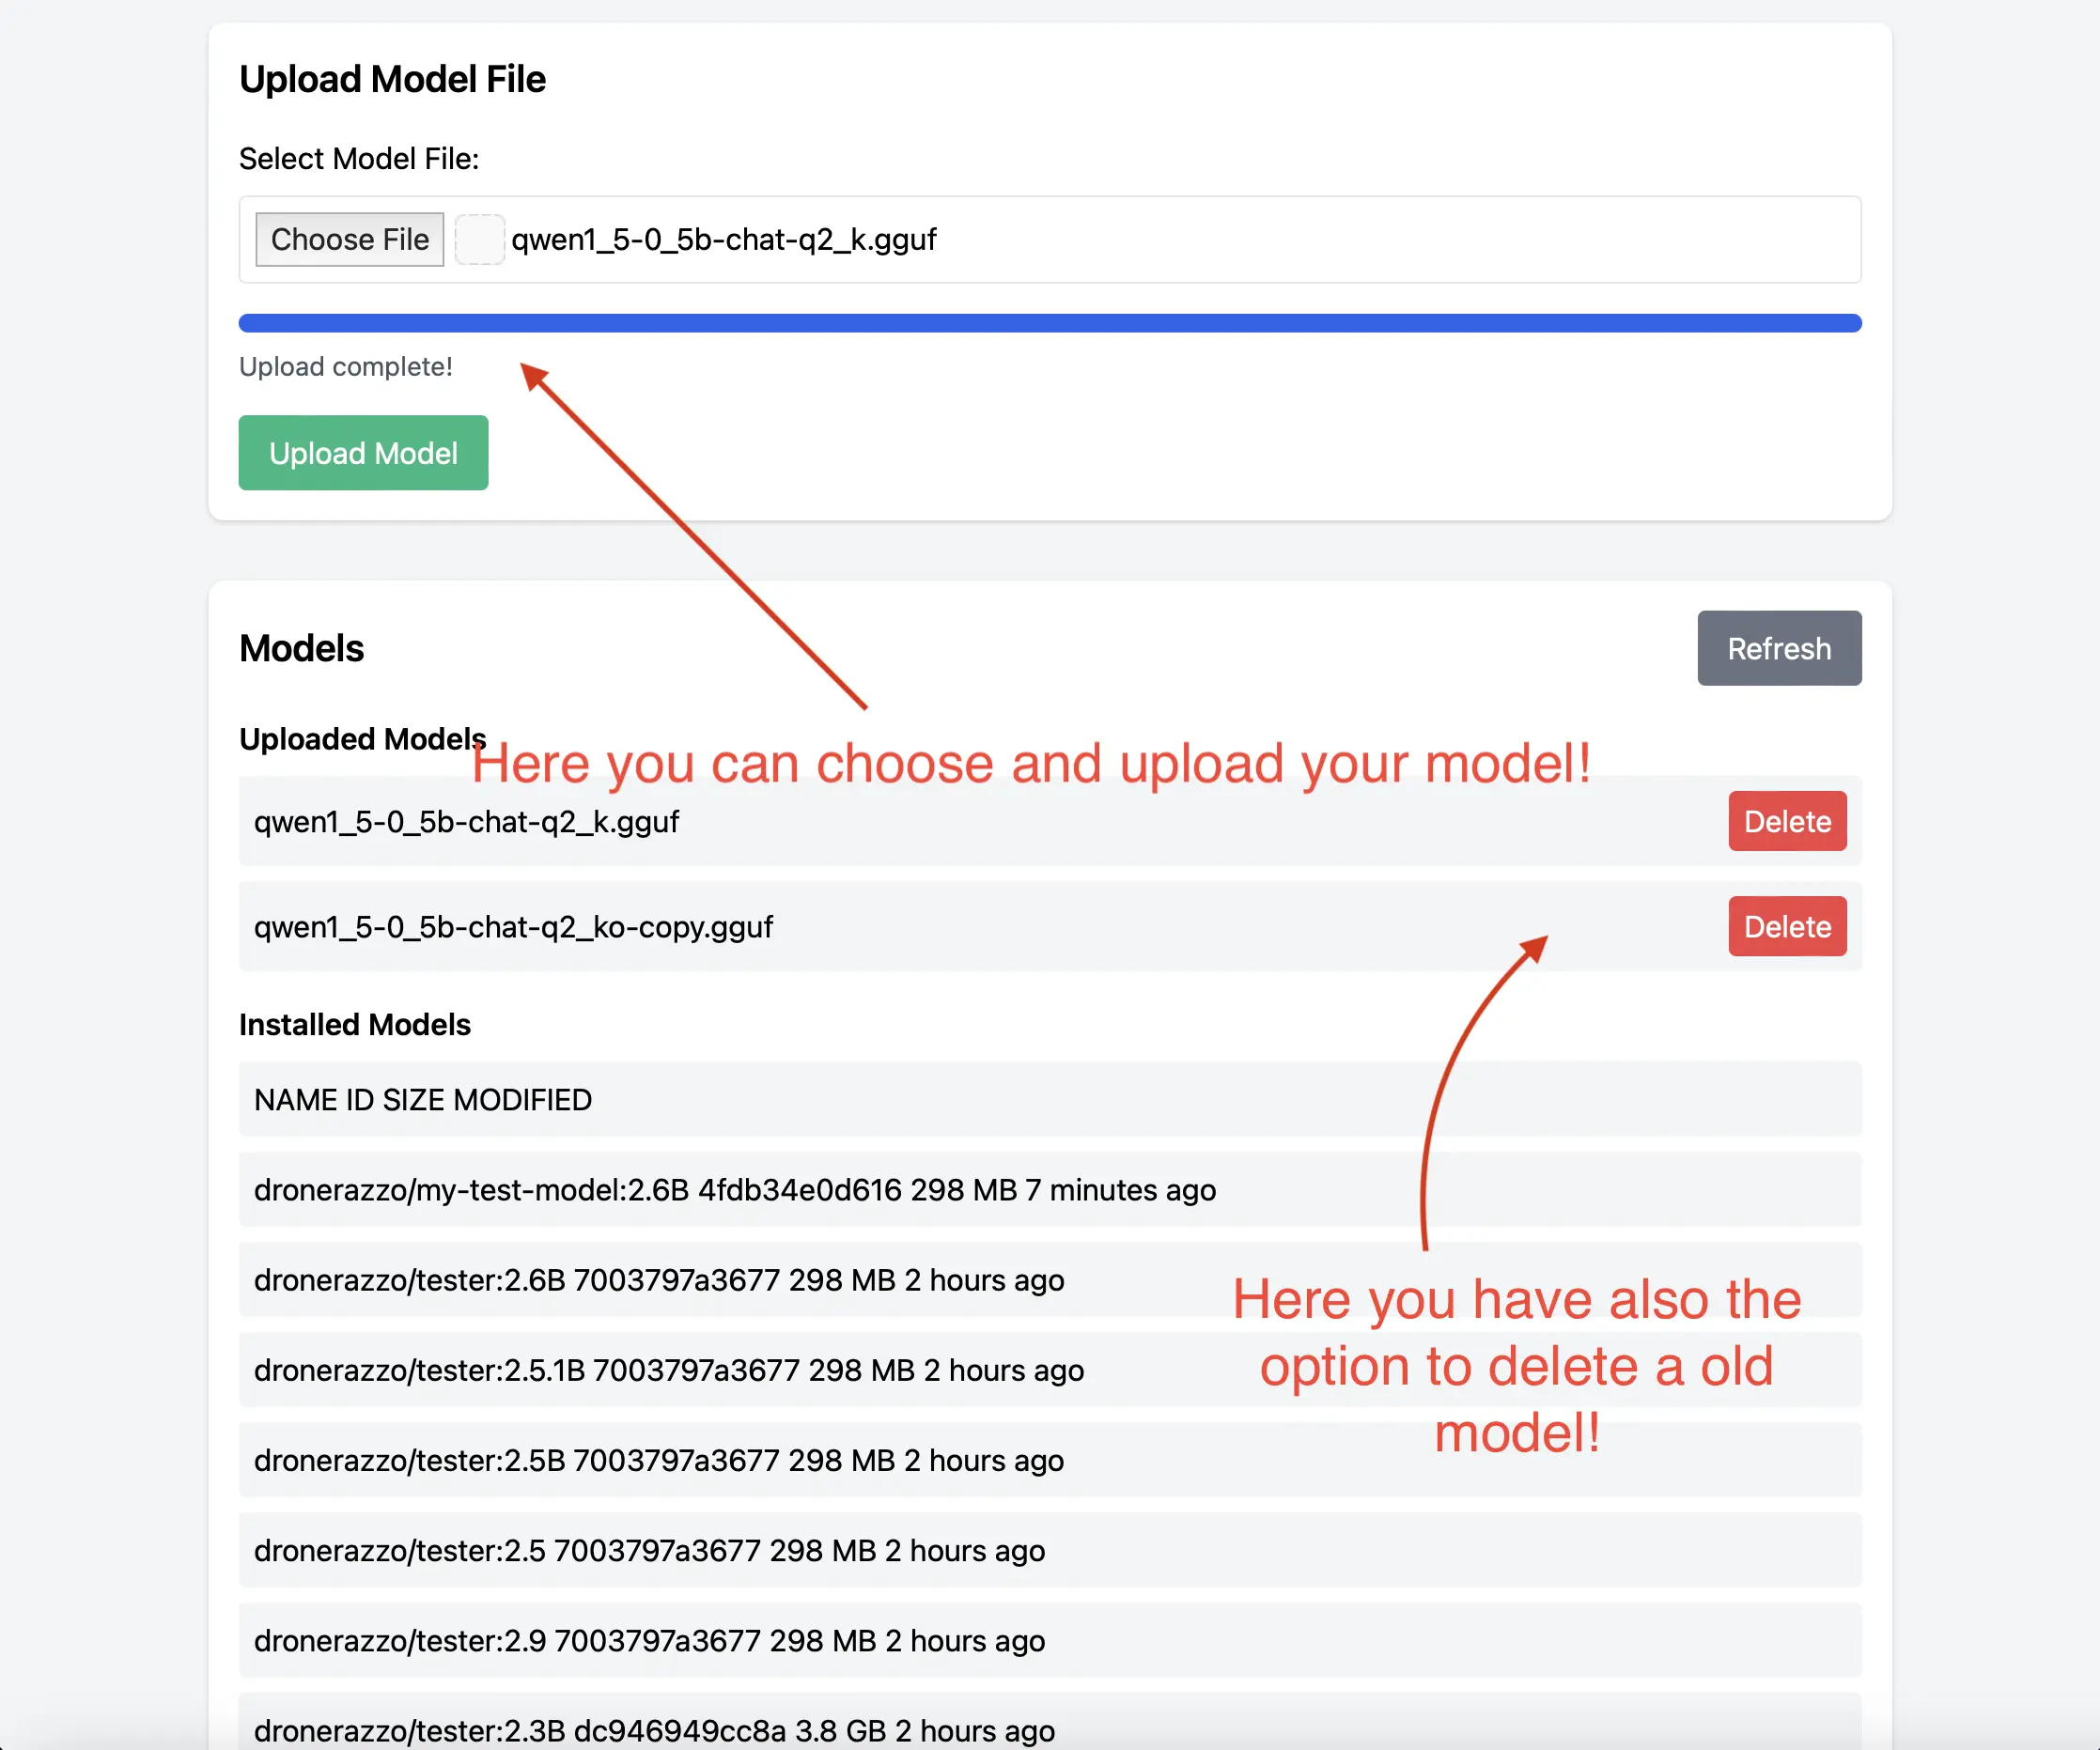 Upload Model File
Select Model File:
Choose File qwen1_5-0_5b-chat-q2_k.gguf
Upload complete!
Upload Model
Models
Refresh
Uploaded Models
Here you can choose and upload your model!
qwen1_5-0_5b-chat-q2_k.gguf
Delete
qwen1_5-0_5b-chat-q2_ko-copy.gguf
Delete
Installed Models
NAME ID SIZE MODIFIED
dronerazzo/my-test-model:2.6B 4fdb34e0d616 298 MB 7 minutes ago
dronerazzo/tester:2.6B 7003797a3677 298 MB 2 hours ago
dronerazzo/tester:2.5.1B 7003797a3677 298 MB 2 hours ago
dronerazzo/tester:2.5B 7003797a3677 298 MB 2 hours ago
Here you have also the
option to delete a old
model!
dronerazzo/tester:2.5 7003797a3677 298 MB 2 hours ago
dronerazzo/tester:2.9 7003797a3677 298 MB 2 hours ago
dronerazzo/tester:2.3B dc946949cc8a 3.8 GB 2 hours ago